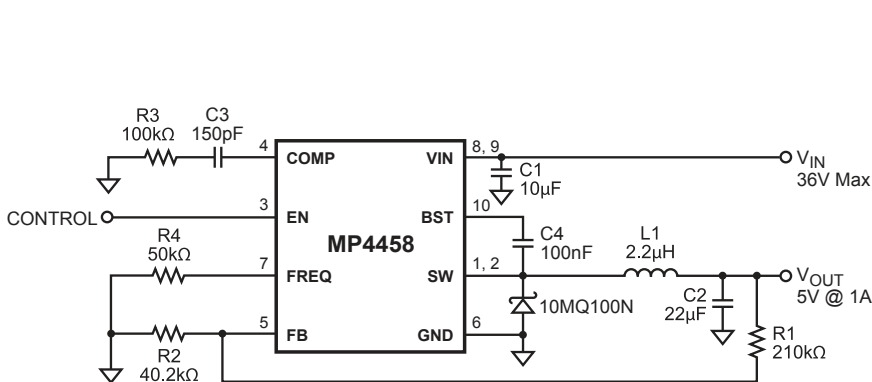 R3
100kΩ
C3
150pF
4
COMP
VIN
8, 9
VIN
36V Max
C1
10µF
CONTROL
3
EN
BST
10
MP4458
C4
100nF
R4
50kΩ
7
FREQ
SW
1, 2
L1
2.2µH
VOUT
5V @ 1A
C2
22µF
10MQ100N
5
FB
GND
6
R2
40.2kΩ
R1
210kΩ